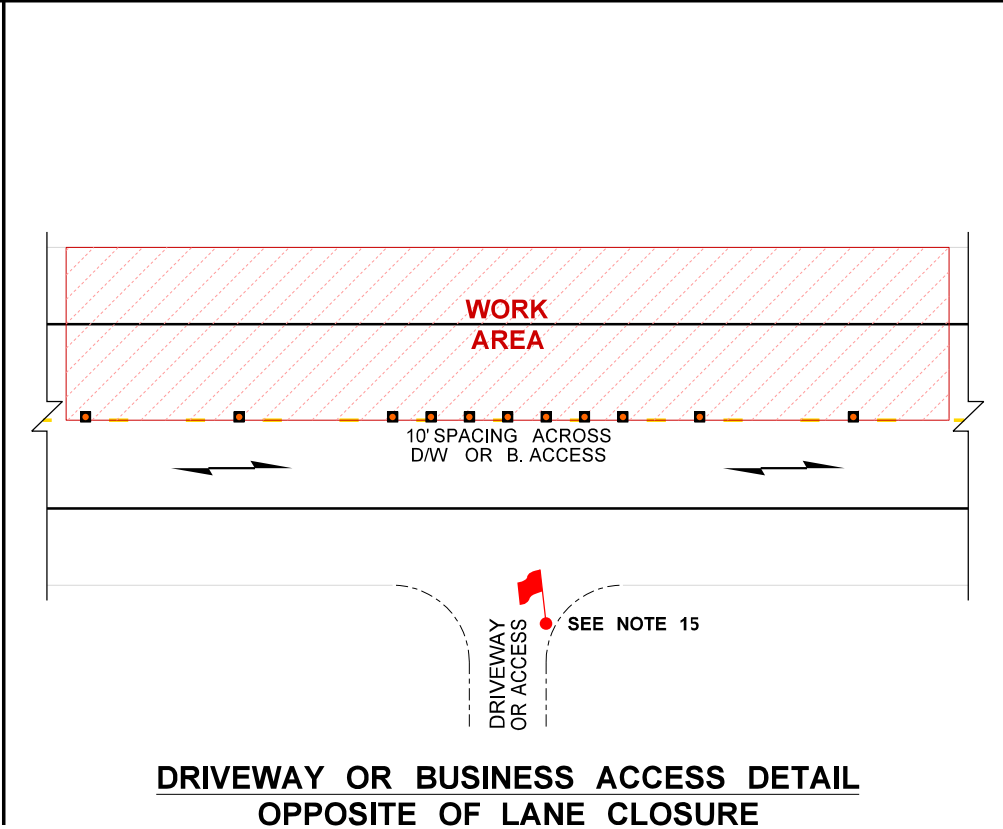 WORK
AREA
10' SPACING ACROSS
D/W OR B. ACCESS
SEE NOTE 15
DRIVEWAY
OR ACCESS
DRIVEWAY OR BUSINESS ACCESS DETAIL
OPPOSITE OF LANE CLOSURE